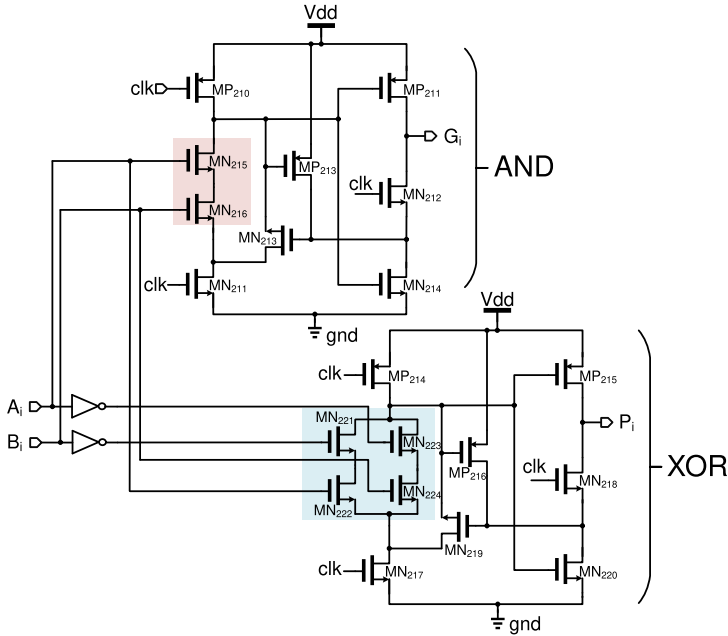 Vdd
clk
MP210
MP211
Gi
MN215
MP213
AND
clk
MN212
MN216
MN213
clk
MN211
MN214
gnd
Vdd
clk
MP214
MP215
Ai
MN221
Pi
Bi
MN223
MP216
XOR
clk
MN218
MN224
MN222
MN219
clk
MN217
MN220
gnd